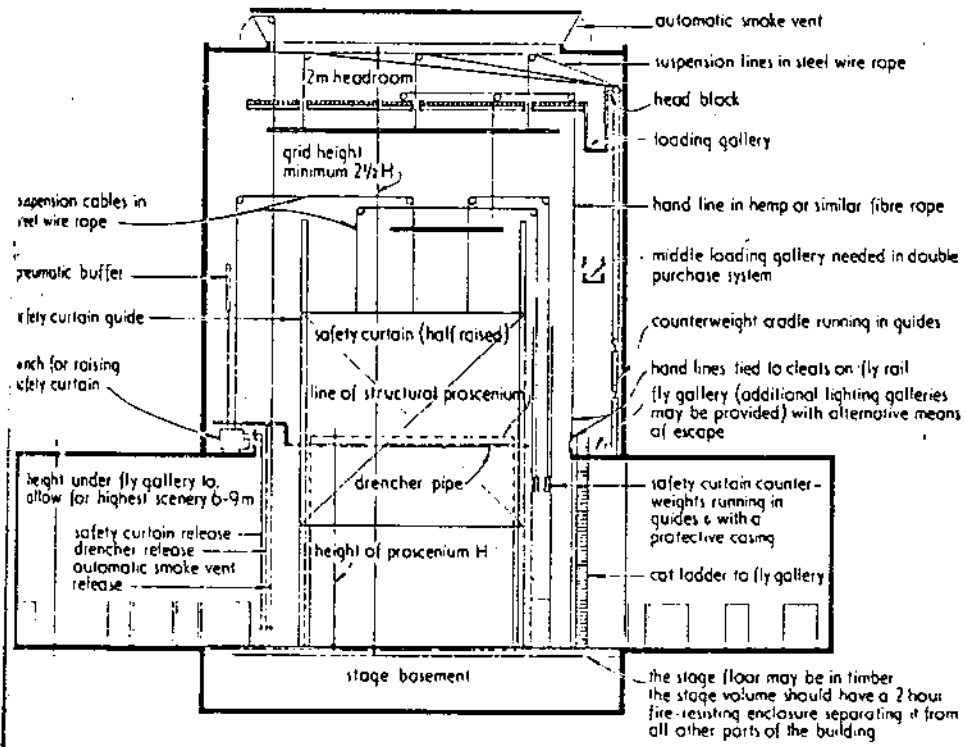 automatic smoke vent
suspension lines in steel wire rope
2m headroom
head block
loading gallery
grid height
minimum 2½ H
suspension cables in
steel wire rope
hand line in hemp or similar fibre rope
pneumatic buffer
middle loading gallery needed in double
purchase system
safety curtain guide
safety curtain (half raised)
counterweight cradle running in guides
winch for raising
safety curtain
line of structural proscenium
hand lines tied to cleats on fly rail
fly gallery (additional lighting galleries
may be provided) with alternative means
of escape
height under fly gallery to
allow for highest scenery 6-9m
drencher pipe
safety curtain counter-
weights running in
guides & with a
protective casing
safety curtain release
drencher release
automatic smoke vent
release
height of proscenium H
cat ladder to fly gallery
stage basement
the stage floor may be in timber
the stage volume should have a 2 hour
fire-resisting enclosure separating it from
all other parts of the building